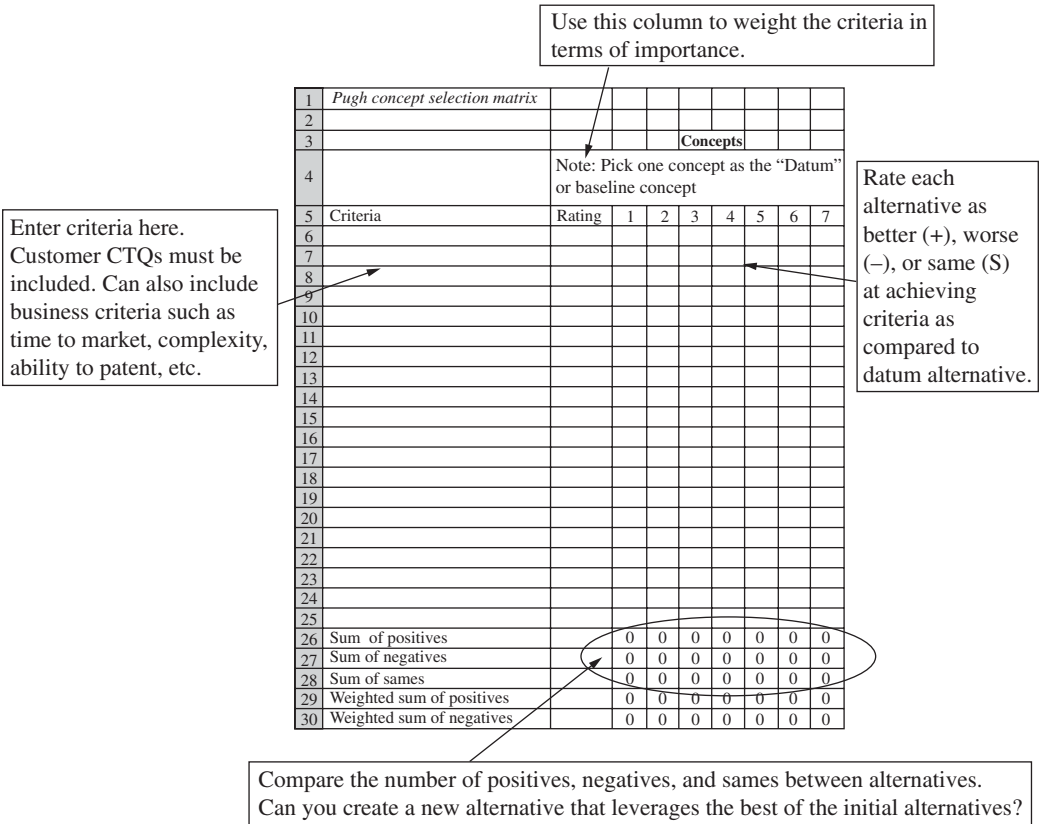 Use this column to weight the criteria in
terms of importance.
1 Pugh concept selection matrix
2
3 Concepts
4 Note: Pick one concept as the “Datum”
or baseline concept
Rate each
alternative as
better (+), worse
(–), or same (S)
at achieving
criteria as
compared to
datum alternative.
Enter criteria here.
Customer CTQs must be
included. Can also include
business criteria such as
time to market, complexity,
ability to patent, etc.
5 Criteria Rating 1 2 3 4 5 6 7
6
7
8
9
10
11
12
13
14
15
16
17
18
19
20
21
22
23
24
25
26 Sum of positives 0 0 0 0 0 0 0
27 Sum of negatives 0 0 0 0 0 0 0
28 Sum of sames 0 0 0 0 0 0 0
29 Weighted sum of positives 0 0 0 0 0 0 0
30 Weighted sum of negatives 0 0 0 0 0 0 0
Compare the number of positives, negatives, and sames between alternatives.
Can you create a new alternative that leverages the best of the initial alternatives?